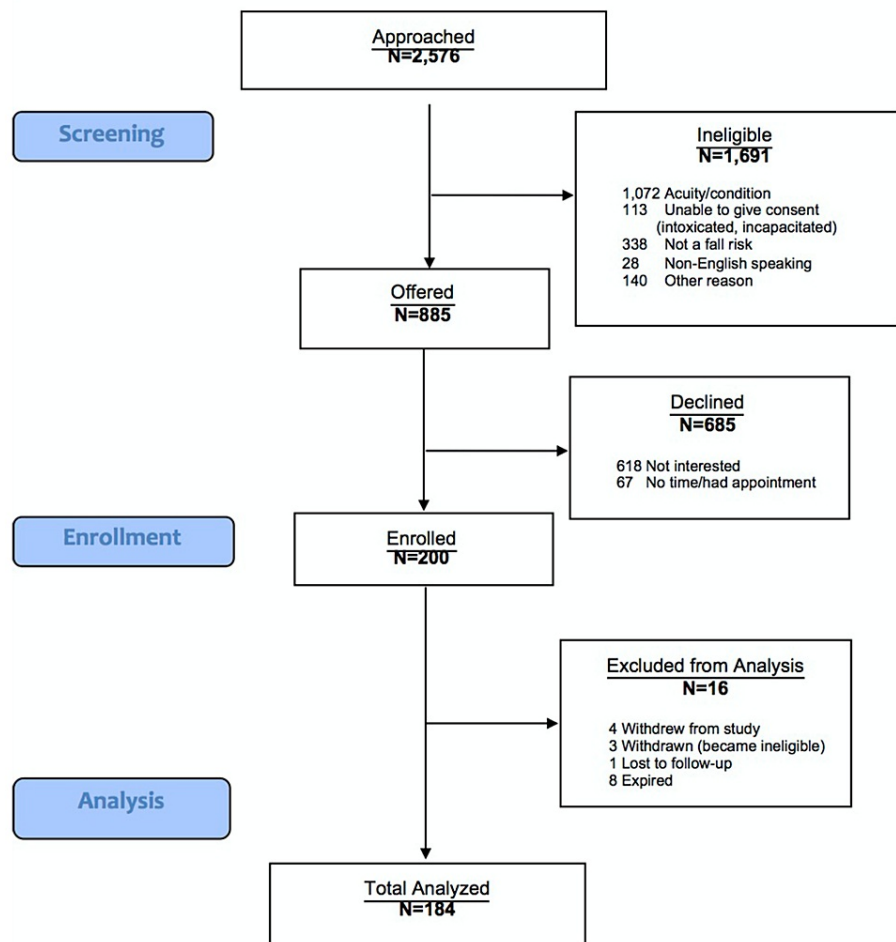 Approached
N=2,576
Screening
Ineligible
N=1,691
1,072 Acuity/condition
113 Unable to give consent
(intoxicated, incapacitated)
338 Not a fall risk
28 Non-English speaking
140 Other reason
Offered
N=885
Declined
N=685
618 Not interested
67 No time/had appointment
Enrollment
Enrolled
N=200
Excluded from Analysis
N=16
4 Withdrew from study
3 Withdrawn (became ineligible)
1 Lost to follow-up
8 Expired
Analysis
Total Analyzed
N=184